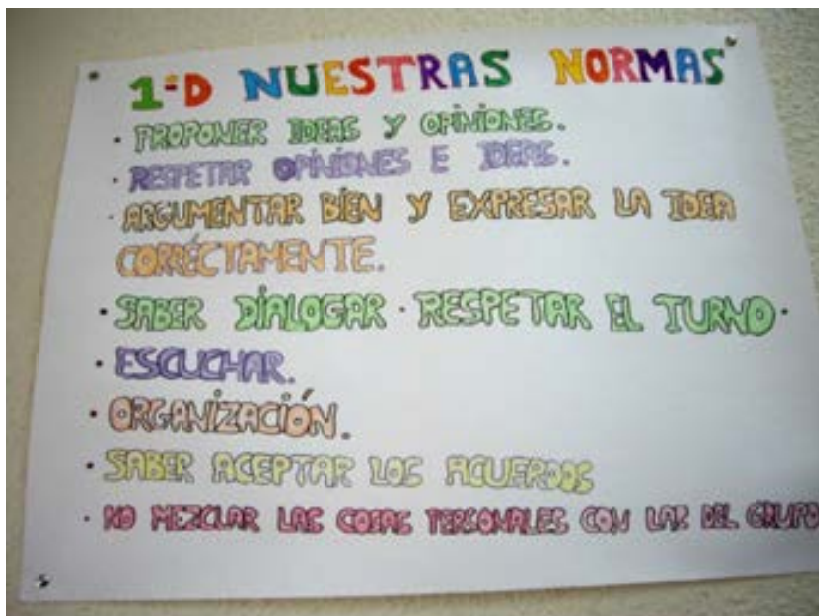 1ºD NUESTRAS NORMAS
· PROPONER IDEAS Y OPINIONES.
· RESPETAR OPINIONES E IDEAS.
· ARGUMENTAR BIEN Y EXPRESAR LA IDEA
CORRÉCTAMENTE.
· SABER DIALOGAR · RESPETAR EL TURNO ·
· ESCUCHAR.
· ORGANIZACIÓN.
· SABER ACEPTAR LOS ACUERDOS
· NO MEZCLAR LAS COSAS PERSONALES CON LAS DEL GRUPO